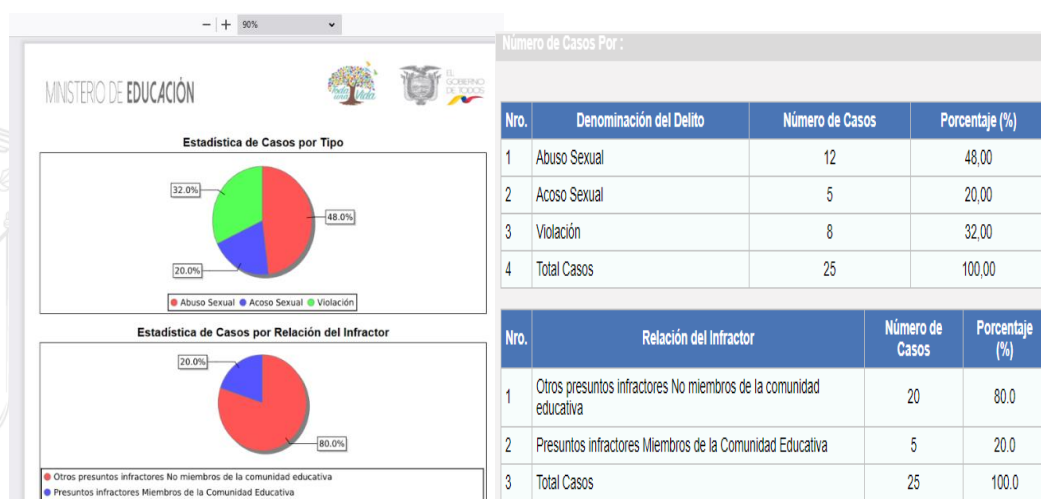 90%
MINISTERIO DE EDUCACIÓN
Toda
una Vida
EL
GOBIERNO
DE TODOS
Estadística de Casos por Tipo
32.0%
48.0%
20.0%
Abuso Sexual Acoso Sexual Violación
Estadística de Casos por Relación del Infractor
20.0%
80.0%
Otros presuntos infractores No miembros de la comunidad educativa
Presuntos infractores Miembros de la Comunidad Educativa
Número de Casos Por :
Nro. Denominación del Delito Número de Casos Porcentaje (%)
1 Abuso Sexual 12 48,00
2 Acoso Sexual 5 20,00
3 Violación 8 32,00
4 Total Casos 25 100,00
Nro. Relación del Infractor Número de Casos Porcentaje (%)
1 Otros presuntos infractores No miembros de la comunidad
educativa 20 80.0
2 Presuntos infractores Miembros de la Comunidad Educativa 5 20.0
3 Total Casos 25 100.0